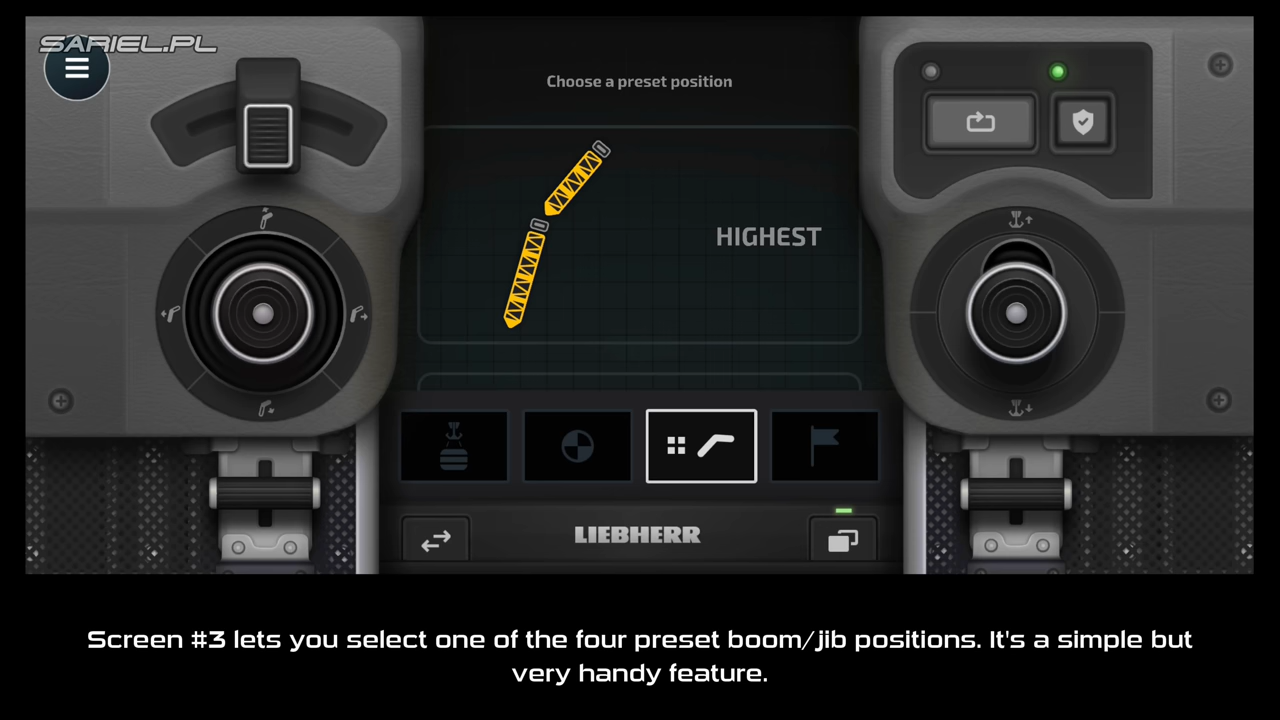 SARIEL.PL
Choose a preset position
HIGHEST
LIEBHERR
Screen #3 lets you select one of the four preset boom/jib positions. It's a simple but
very handy feature.